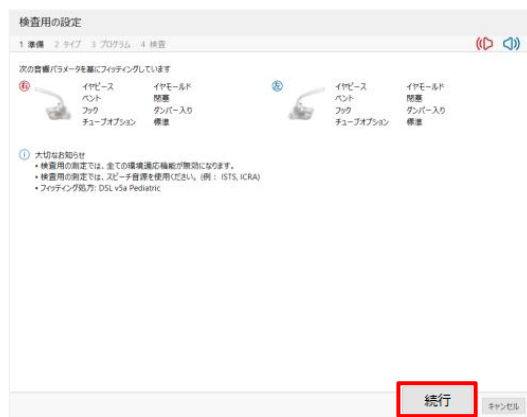 検査用の設定
1 準備 2 タイプ 3 プログラム 4 検査
次の音響パラメータを基にフィッティングしています
右
イヤピース イヤモールド
ベント 閉塞
フック ダンパー入り
チューブオプション 標準
左
イヤピース イヤモールド
ベント 閉塞
フック ダンパー入り
チューブオプション 標準
大切なお知らせ
• 検査用の測定では、全ての環境適応機能が無効になります。
• 検査用の測定では、スピーチ音源を使用ください。(例： ISTS, ICRA)
• フィッティング処方: DSL v5a Pediatric
続行
キャンセル